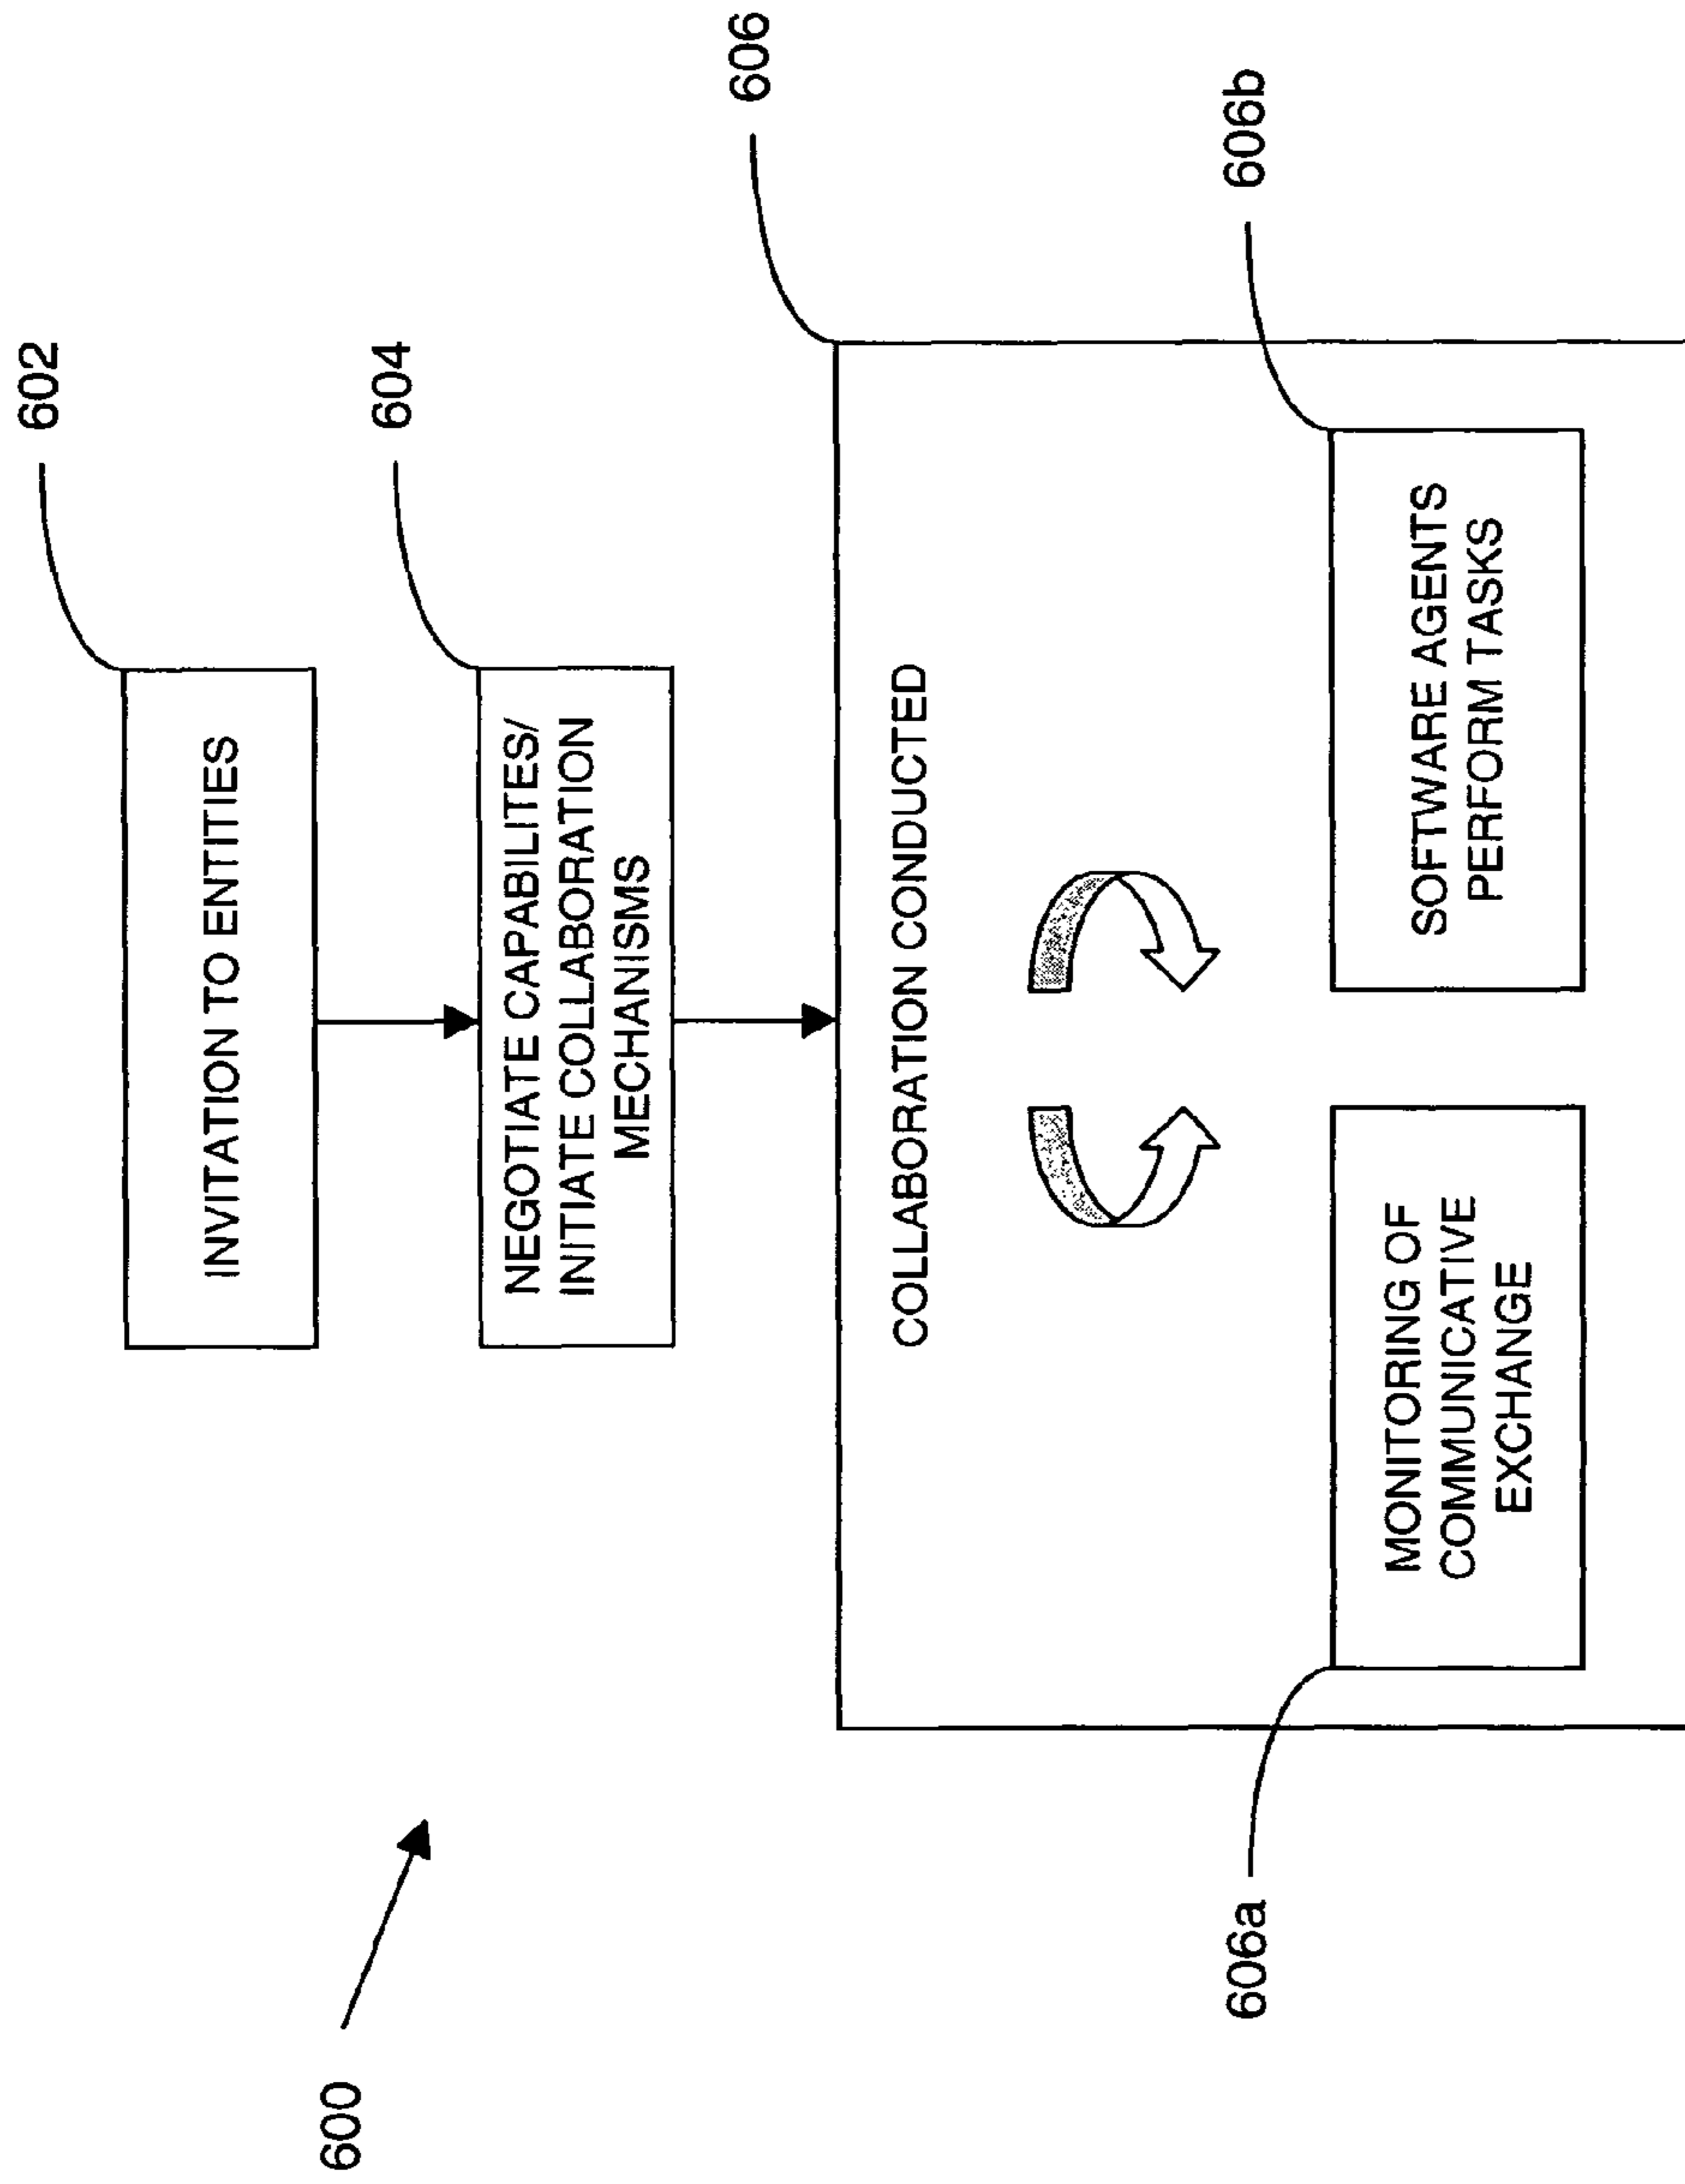 600
602
INVITATION TO ENTITIES
604
NEGOTIATE CAPABILITES/
INITIATE COLLABORATION
MECHANISMS
606
COLLABORATION CONDUCTED
606a
MONITORING OF
COMMUNICATIVE
EXCHANGE
606b
SOFTWARE AGENTS
PERFORM TASKS